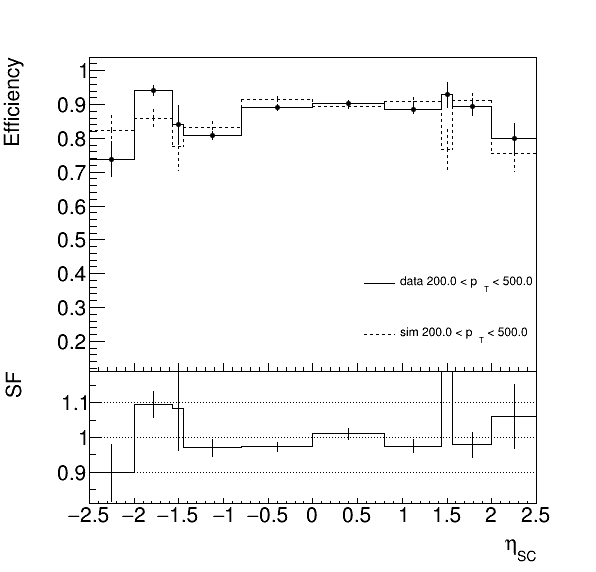 Efficiency
1
0.9
0.8
0.7
0.6
0.5
0.4
0.3
0.2
data 200.0 < p T < 500.0
sim 200.0 < p T < 500.0
SF
1.1
1
0.9
−2.5 −2 −1.5 −1 −0.5 0 0.5 1 1.5 2 2.5
ηSC